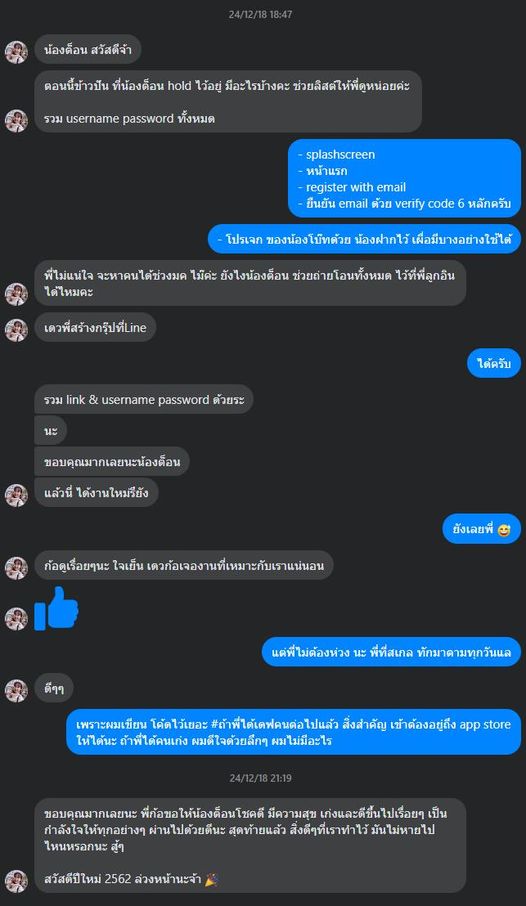 24/12/18 18:47
น้องต็อน สวัสดีจ้า
ตอนนี้ข้าวปั้น ที่น้องต็อน hold ไว้อยู่ มีอะไรบ้างคะ ช่วยลิสต์ให้พี่ดูหน่อยค่ะ
รวม username password ทั้งหมด
- splashscreen
- หน้าแรก
- register with email
- ยืนยัน email ด้วย verify code 6 หลักครับ
- โปรเจก ของน้องโบ๊ทด้วย น้องฝากไว้ เผื่อมีบางอย่างใช้ได้
พี่ไม่แน่ใจ จะหาคนได้ช่วงมค ไม๊ค่ะ ยังไงน้องต็อน ช่วยถ่ายโอนทั้งหมด ไว้ที่พี่ลูกอิน
ได้ไหมคะ
เดวพี่สร้างกรุ๊ปที่Line
ได้ครับ
รวม link & username password ด้วยระ
นะ
ขอบคุณมากเลยนะน้องต็อน
แล้วนี่ ได้งานใหม่รึยัง
ยังเลยพี่ 😅
ก้อดูเรื่อยๆนะ ใจเย็น เดวก้อเจองานที่เหมาะกับเราแน่นอน
แต่พี่ไม่ต้องห่วง นะ พี่ที่สเกล ทักมาตามทุกวันแล
ดีๆๆ
เพราะผมเขียน โค้ดไว้เยอะ #ถ้าพี่ได้เดฟคนต่อไปแล้ว สิ่งสำคัญ เข้าต้องอยู่ถึง app store
ให้ได้นะ ถ้าพี่ได้คนเก่ง ผมดีใจด้วยลึกๆ ผมไม่มีอะไร
24/12/18 21:19
ขอบคุณมากเลยนะ พี่ก้อขอให้น้องต็อนโชคดี มีความสุข เก่งและดีขึ้นไปเรื่อยๆ เป็น
กำลังใจให้ทุกอย่างๆ ผ่านไปด้วยดีนะ สุดท้ายแล้ว สิ่งดีๆที่เราทำไว้ มันไม่หายไป
ไหนหรอกนะ สู้ๆ
สวัสดีปีใหม่ 2562 ล่วงหน้านะจ้า 🎉